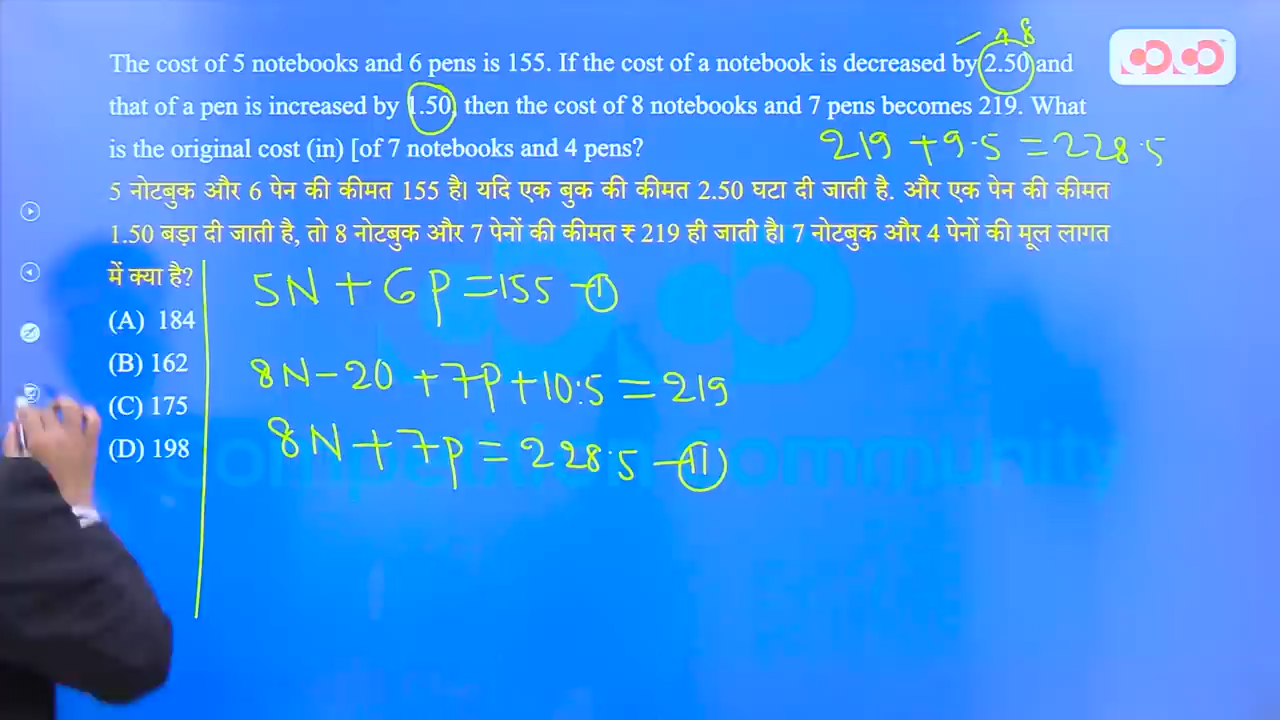 The cost of 5 notebooks and 6 pens is 155. If the cost of a notebook is decreased by 2.50 and
that of a pen is increased by 1.50, then the cost of 8 notebooks and 7 pens becomes 219. What
is the original cost (in) [of 7 notebooks and 4 pens?
219 + 9.5 = 228.5
5 नोटबुक और 6 पेन की कीमत 155 है। यदि एक बुक की कीमत 2.50 घटा दी जाती है. और एक पेन की कीमत
1.50 बड़ा दी जाती है, तो 8 नोटबुक और 7 पेनों की कीमत ₹ 219 ही जाती है। 7 नोटबुक और 4 पेनों की मूल लागत
में क्या है?
(A) 184
(B) 162
(C) 175
(D) 198
5N + 6P = 155 - I
8N - 20 + 7P + 10.5 = 219
8N + 7P = 228.5 - II
Competition Community